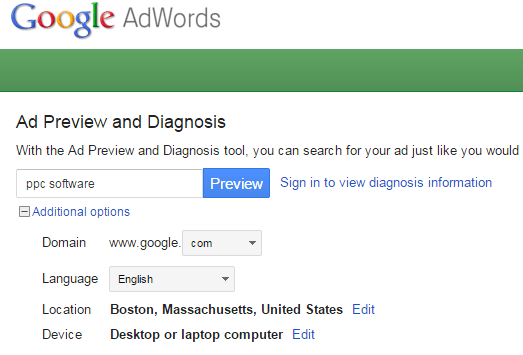 Google AdWords
Ad Preview and Diagnosis
With the Ad Preview and Diagnosis tool, you can search for your ad just like you would
ppc software Preview Sign in to view diagnosis information
Additional options
Domain www.google. com
Language English
Location Boston, Massachusetts, United States Edit
Device Desktop or laptop computer Edit